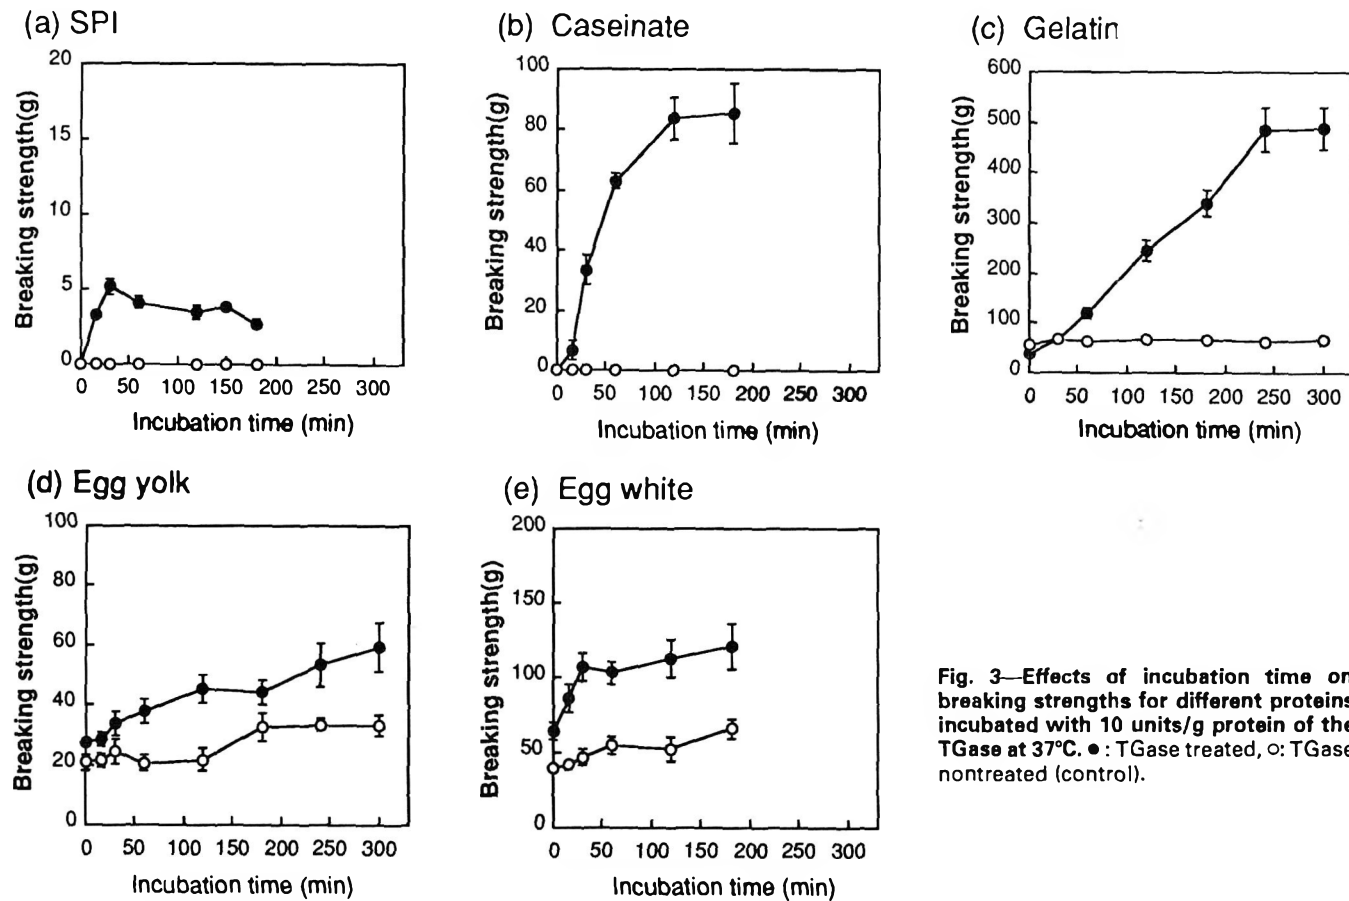 (a) SPI
20
15
10
5
0
Breaking strength(g)
0 50 100 150 200 250 300
Incubation time (min)
(b) Caseinate
100
80
60
40
20
0
Breaking strength(g)
0 50 100 150 200 250 300
Incubation time (min)
(c) Gelatin
600
500
400
300
200
100
0
Breaking strength(g)
0 50 100 150 200 250 300
Incubation time (min)
(d) Egg yolk
100
80
60
40
20
0
Breaking strength(g)
0 50 100 150 200 250 300
Incubation time (min)
(e) Egg white
200
150
100
50
0
Breaking strength(g)
0 50 100 150 200 250 300
Incubation time (min)
Fig. 3—Effects of incubation time on
breaking strengths for different proteins
incubated with 10 units/g protein of the
TGase at 37°C. ●: TGase treated, ○: TGase
nontreated (control).